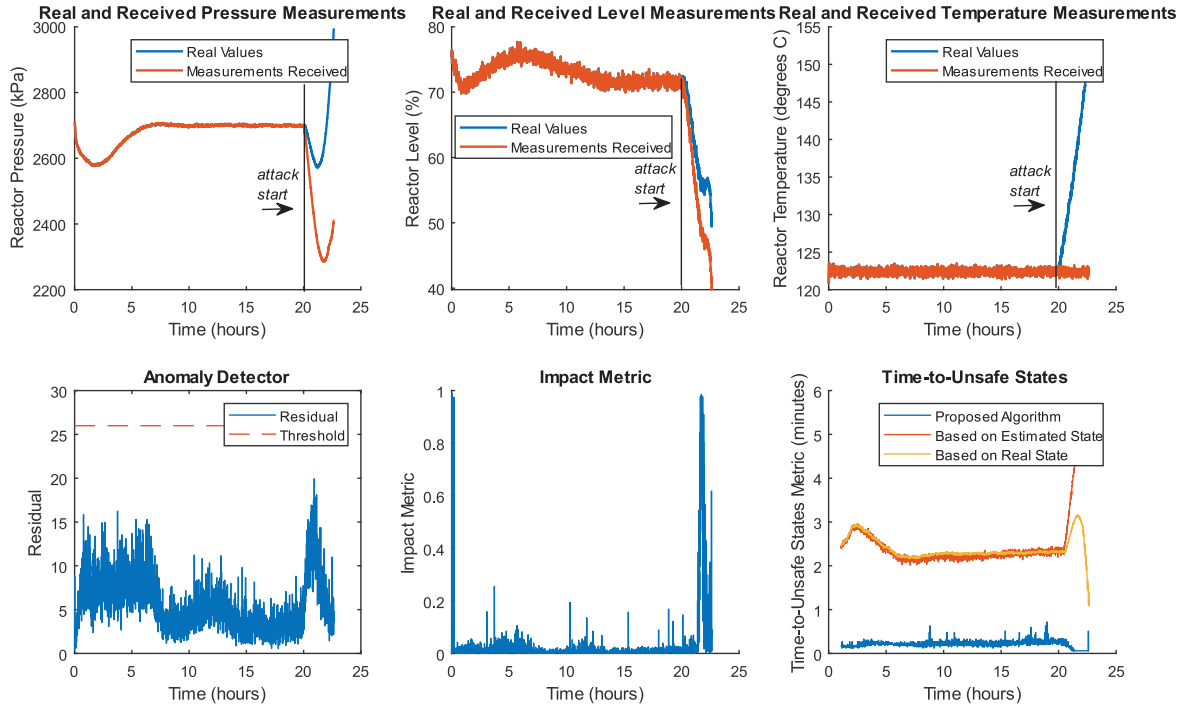 Real and Received Pressure Measurements
3000
2800
2600
2400
2200
Reactor Pressure (kPa)
Real Values
Measurements Received
attack
start
0 5 10 15 20 25
Time (hours)
Real and Received Level Measurements
80
70
60
50
40
Reactor Level (%)
Real Values
Measurements Received
attack
start
0 5 10 15 20 25
Time (hours)
Real and Received Temperature Measurements
155
150
145
140
135
130
125
120
Reactor Temperature (degrees C)
Real Values
Measurements Received
attack
start
0 5 10 15 20 25
Time (hours)
Anomaly Detector
30
25
20
15
10
5
0
Residual
Residual
Threshold
0 5 10 15 20 25
Time (hours)
Impact Metric
1
0.8
0.6
0.4
0.2
0
Impact Metric
0 5 10 15 20 25
Time (hours)
Time-to-Unsafe States
6
5
4
3
2
1
0
Time-to-Unsafe States Metric (minutes)
Proposed Algorithm
Based on Estimated State
Based on Real State
0 5 10 15 20 25
Time (hours)